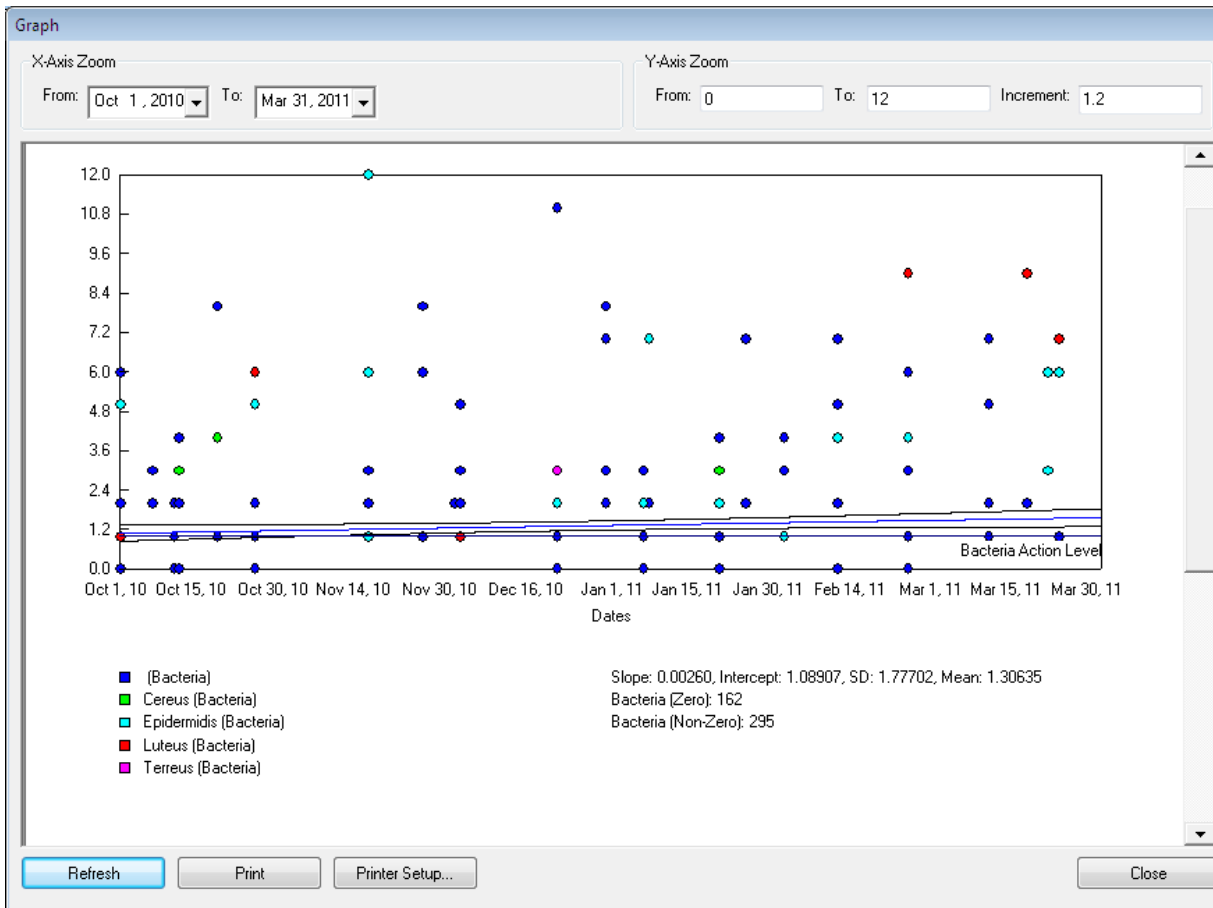 Graph
X-Axis Zoom
From: Oct 1 , 2010 To: Mar 31, 2011
Y-Axis Zoom
From: 0 To: 12 Increment: 1.2
12.0
10.8
9.6
8.4
7.2
6.0
4.8
3.6
2.4
1.2
0.0
Bacteria Action Level
Oct 1, 10 Oct 15, 10 Oct 30, 10 Nov 14, 10 Nov 30, 10 Dec 16, 10 Jan 1, 11 Jan 15, 11 Jan 30, 11 Feb 14, 11 Mar 1, 11 Mar 15, 11 Mar 30, 11
Dates
(Bacteria)
Cereus (Bacteria)
Epidermidis (Bacteria)
Luteus (Bacteria)
Terreus (Bacteria)
Slope: 0.00260, Intercept: 1.08907, SD: 1.77702, Mean: 1.30635
Bacteria (Zero): 162
Bacteria (Non-Zero): 295
Refresh Print Printer Setup... Close